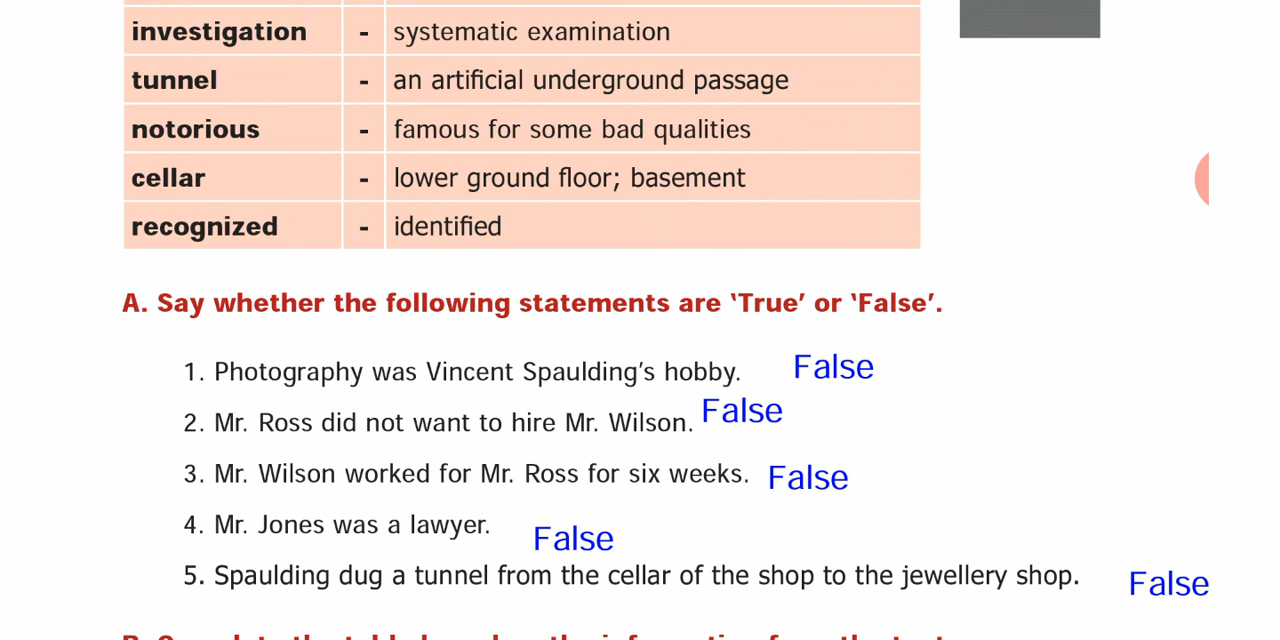 investigation - systematic examination
tunnel - an artificial underground passage
notorious - famous for some bad qualities
cellar - lower ground floor; basement
recognized - identified
A. Say whether the following statements are ‘True’ or ‘False’.
1. Photography was Vincent Spaulding’s hobby. False
2. Mr. Ross did not want to hire Mr. Wilson. False
3. Mr. Wilson worked for Mr. Ross for six weeks. False
4. Mr. Jones was a lawyer. False
5. Spaulding dug a tunnel from the cellar of the shop to the jewellery shop. False